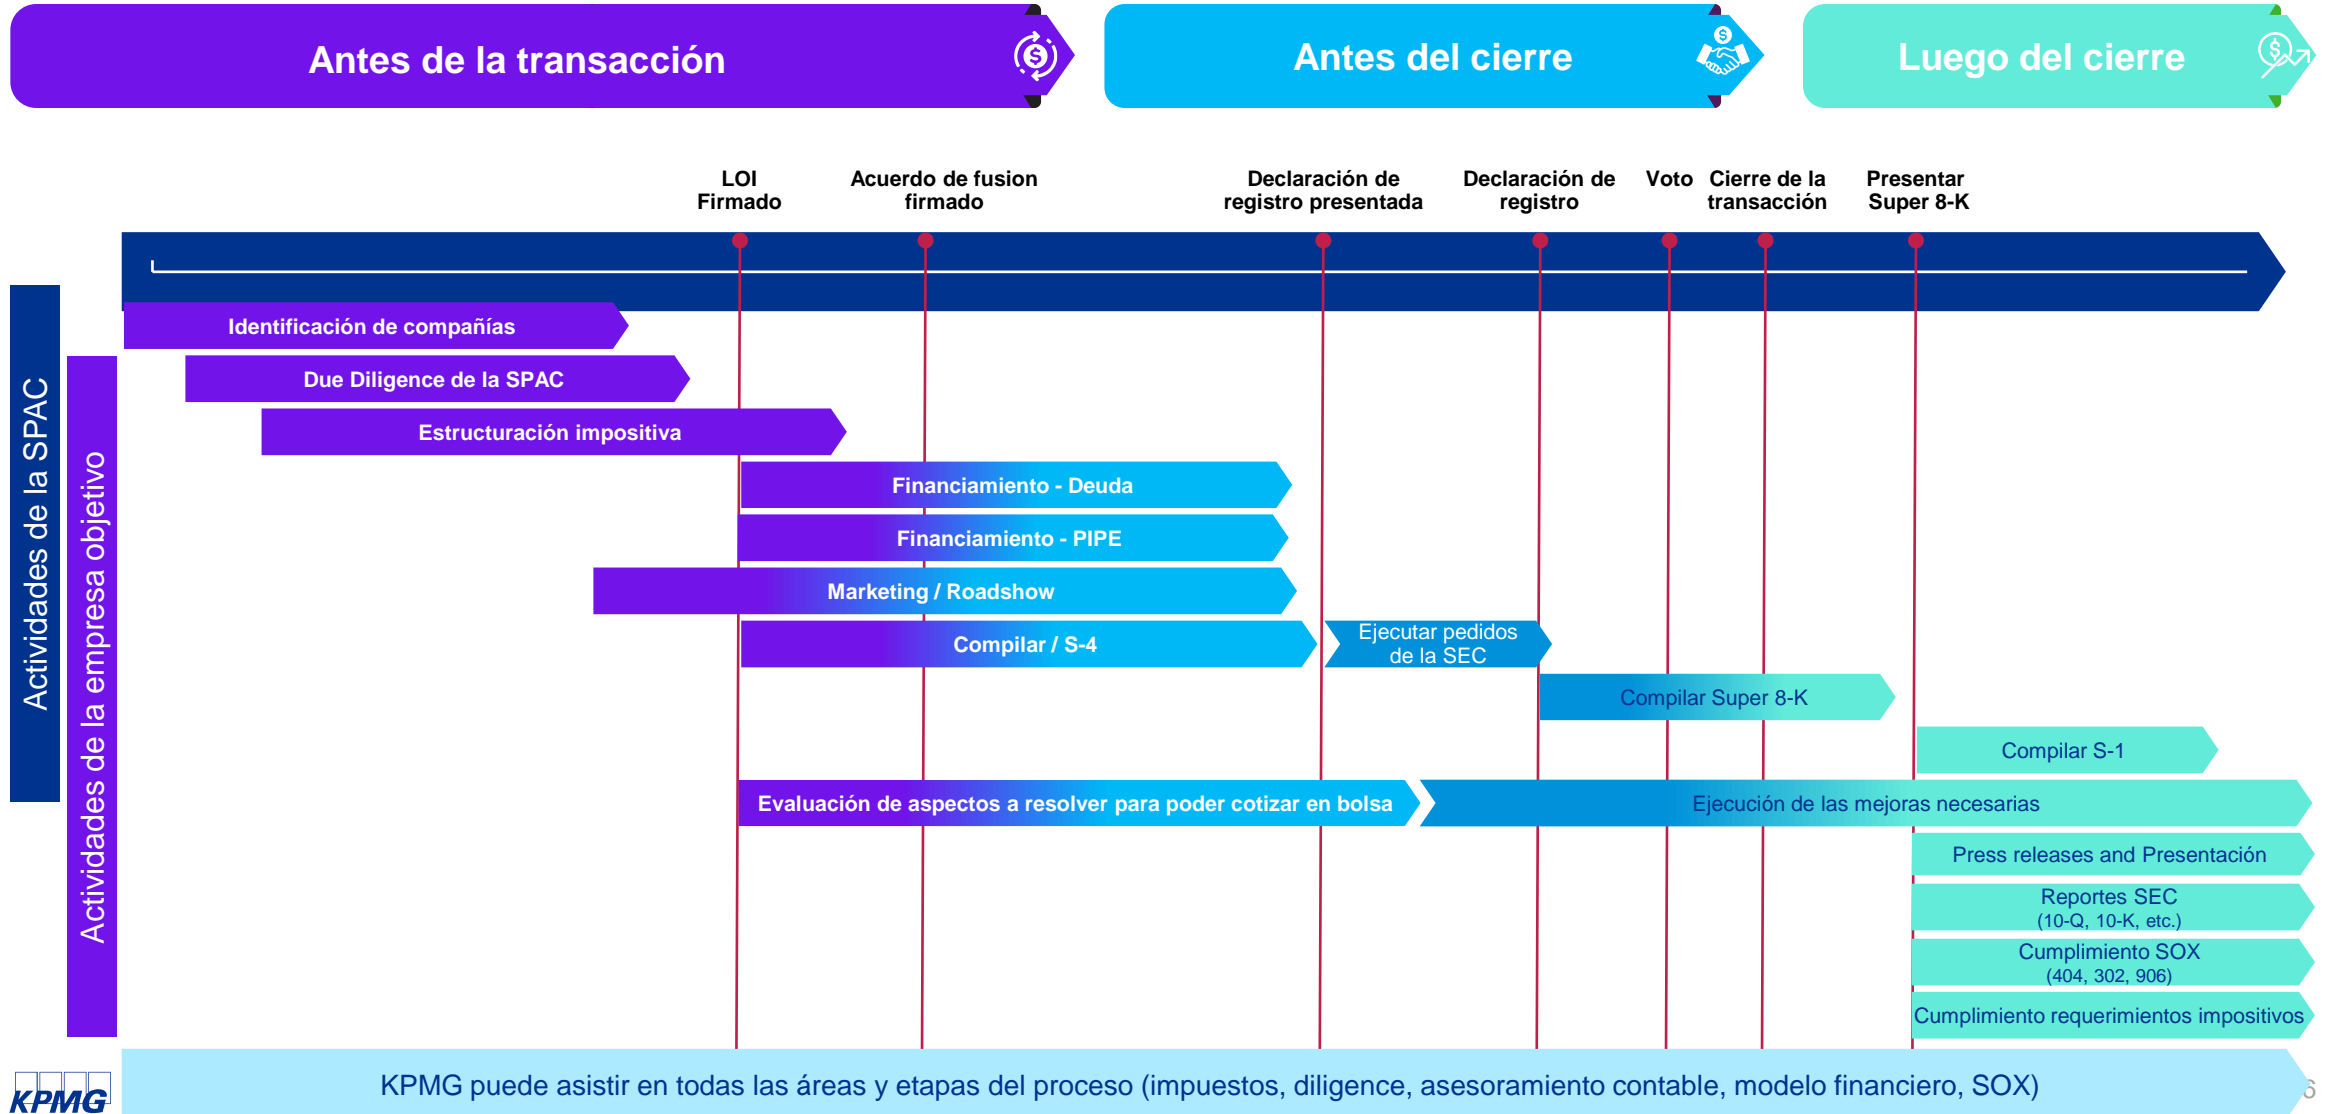 Antes de la transacción
Antes del cierre
Luego del cierre
LOI
Firmado
Acuerdo de fusion
firmado
Declaración de
registro presentada
Declaración de
registro
Voto
Cierre de la
transacción
Presentar
Super 8-K
Actividades de la SPAC
Actividades de la empresa objetivo
Identificación de compañías
Due Diligence de la SPAC
Estructuración impositiva
Financiamiento - Deuda
Financiamiento - PIPE
Marketing / Roadshow
Compilar / S-4
Ejecutar pedidos
de la SEC
Compilar Super 8-K
Compilar S-1
Evaluación de aspectos a resolver para poder cotizar en bolsa
Ejecución de las mejoras necesarias
Press releases and Presentación
Reportes SEC
(10-Q, 10-K, etc.)
Cumplimiento SOX
(404, 302, 906)
Cumplimiento requerimientos impositivos
KPMG puede asistir en todas las áreas y etapas del proceso (impuestos, diligence, asesoramiento contable, modelo financiero, SOX)
KPMG
6